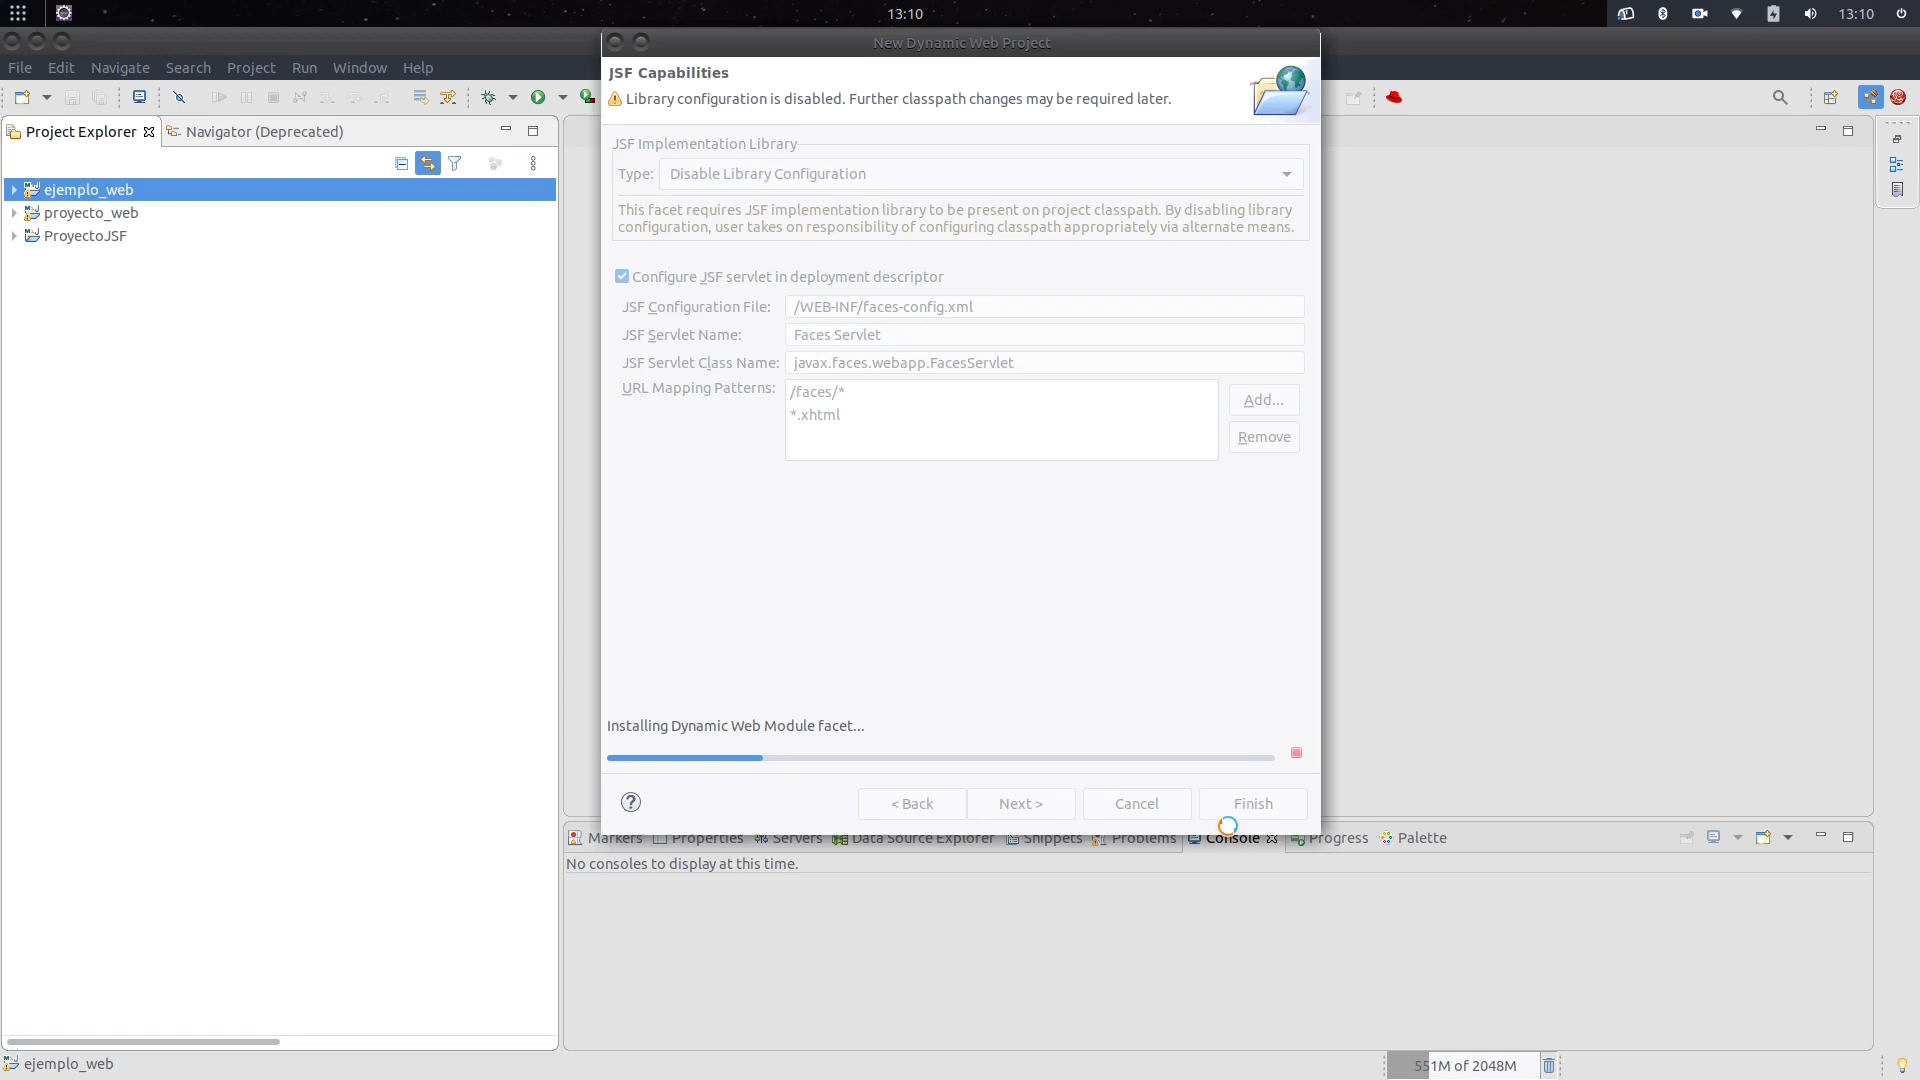 13:10
13:10
New Dynamic Web Project
File Edit Navigate Search Project Run Window Help
JSF Capabilities
Library configuration is disabled. Further classpath changes may be required later.
Project Explorer
Navigator (Deprecated)
ejemplo_web
proyecto_web
ProyectoJSF
JSF Implementation Library
Type: Disable Library Configuration
This facet requires JSF implementation library to be present on project classpath. By disabling library
configuration, user takes on responsibility of configuring classpath appropriately via alternate means.
Configure JSF servlet in deployment descriptor
JSF Configuration File: /WEB-INF/faces-config.xml
JSF Servlet Name: Faces Servlet
JSF Servlet Class Name: javax.faces.webapp.FacesServlet
URL Mapping Patterns: /faces/*
*.xhtml
Add...
Remove
Installing Dynamic Web Module facet...
< Back Next > Cancel Finish
Markers Properties Servers Data Source Explorer Snippets Problems Console Progress Palette
No consoles to display at this time.
ejemplo_web
551M of 2048M